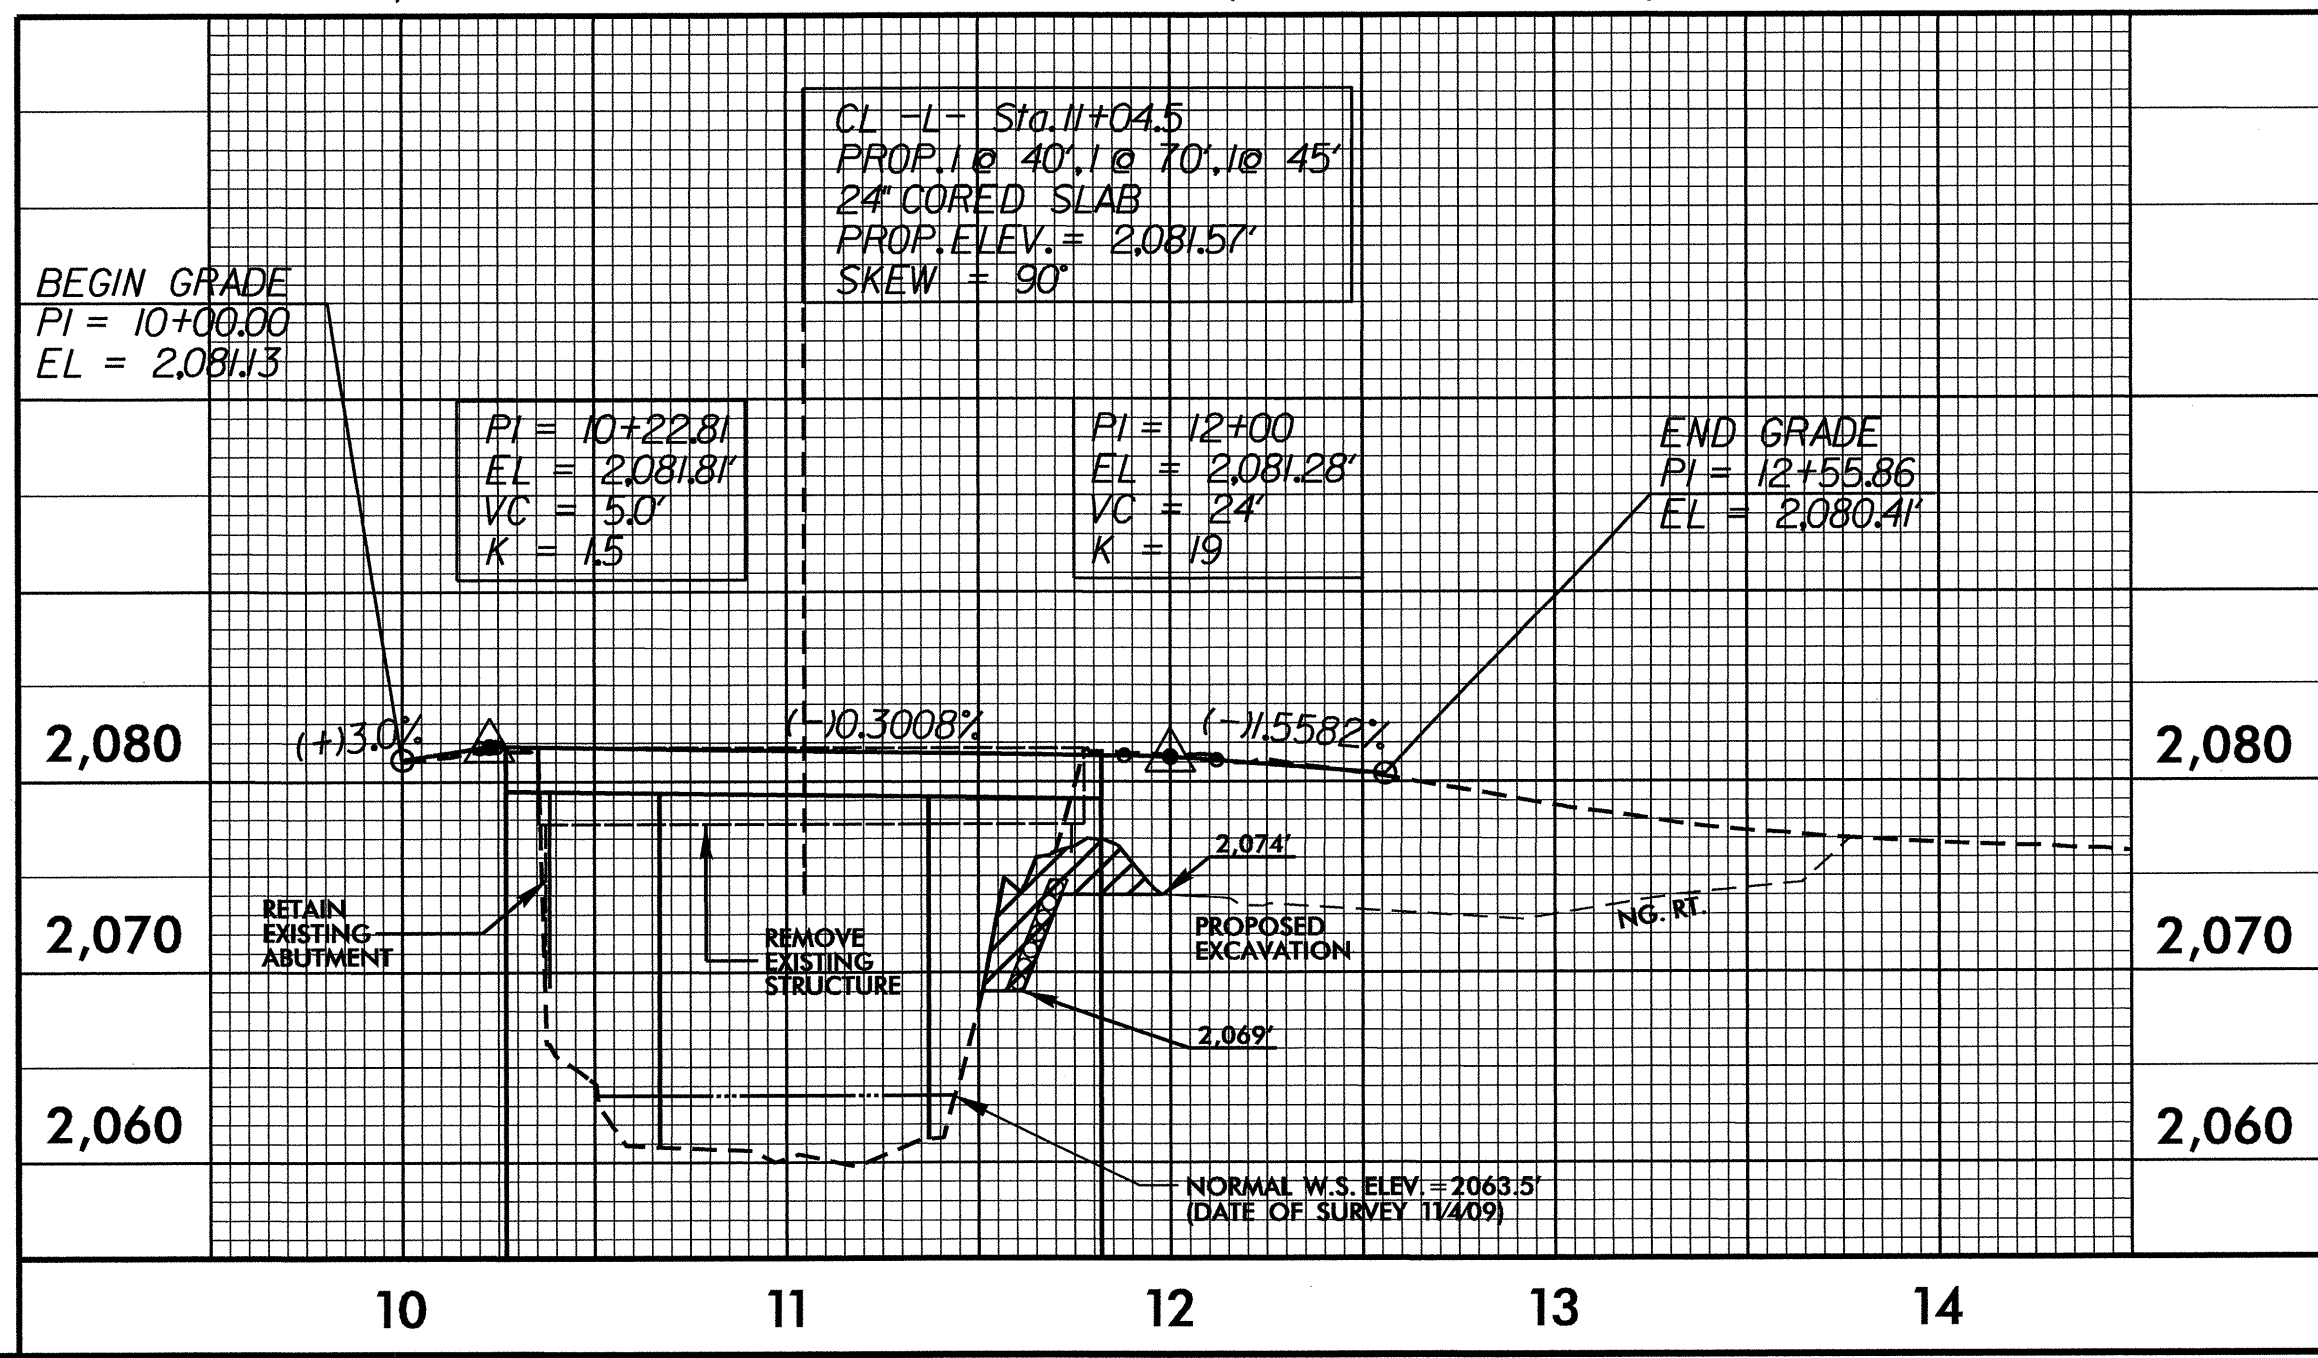 CL -L- Sta. 11+04.5
PROP. 1 @ 40', 1 @ 70', 1 @ 45'
24" CORED SLAB
PROP. ELEV. = 2,081.57'
SKEW = 90°
BEGIN GRADE
PI = 10+00.00
EL = 2,081.13
PI = 10+22.81
EL = 2,081.81'
VC = 5.0'
K = 1.5
PI = 12+00
EL = 2,081.28'
VC = 24'
K = 19
END GRADE
PI = 12+55.86
EL = 2,080.41'
(+)3.0%
(-)0.3008%
(-)1.5582%
2,080
2,080
2,074'
RETAIN
EXISTING
ABUTMENT
REMOVE
EXISTING
STRUCTURE
PROPOSED
EXCAVATION
NG. RT.
2,070
2,070
2,069'
2,060
2,060
NORMAL W.S. ELEV. = 2063.5'
(DATE OF SURVEY 11/4/09)
10
11
12
13
14